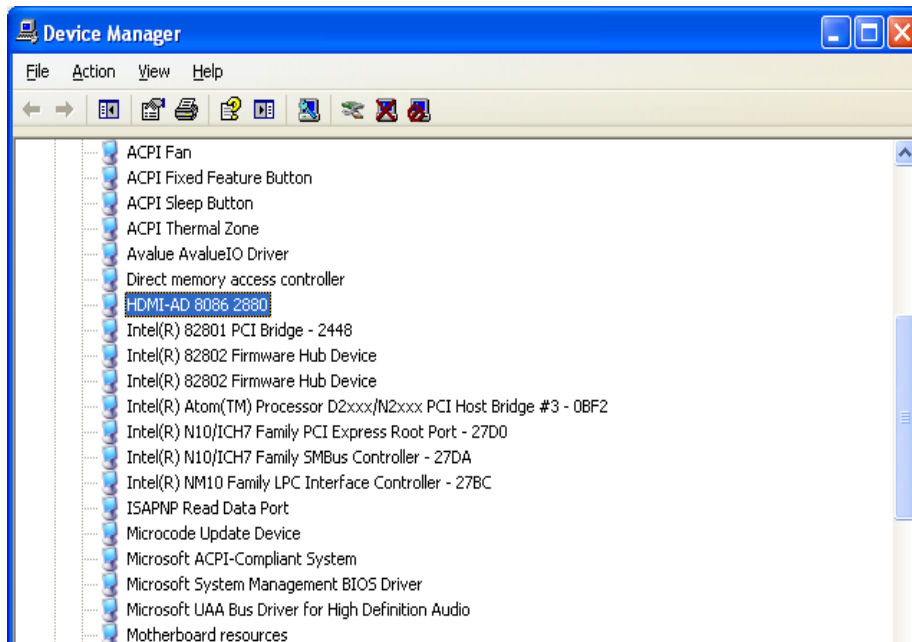 Device Manager
File Action View Help
ACPI Fan
ACPI Fixed Feature Button
ACPI Sleep Button
ACPI Thermal Zone
Avalue AvalueIO Driver
Direct memory access controller
HDMI-AD 8086 2880
Intel(R) 82801 PCI Bridge - 2448
Intel(R) 82802 Firmware Hub Device
Intel(R) 82802 Firmware Hub Device
Intel(R) Atom(TM) Processor D2xxx/N2xxx PCI Host Bridge #3 - 0BF2
Intel(R) N10/ICH7 Family PCI Express Root Port - 27D0
Intel(R) N10/ICH7 Family SMBus Controller - 27DA
Intel(R) NM10 Family LPC Interface Controller - 27BC
ISAPNP Read Data Port
Microcode Update Device
Microsoft ACPI-Compliant System
Microsoft System Management BIOS Driver
Microsoft UAA Bus Driver for High Definition Audio
Motherboard resources